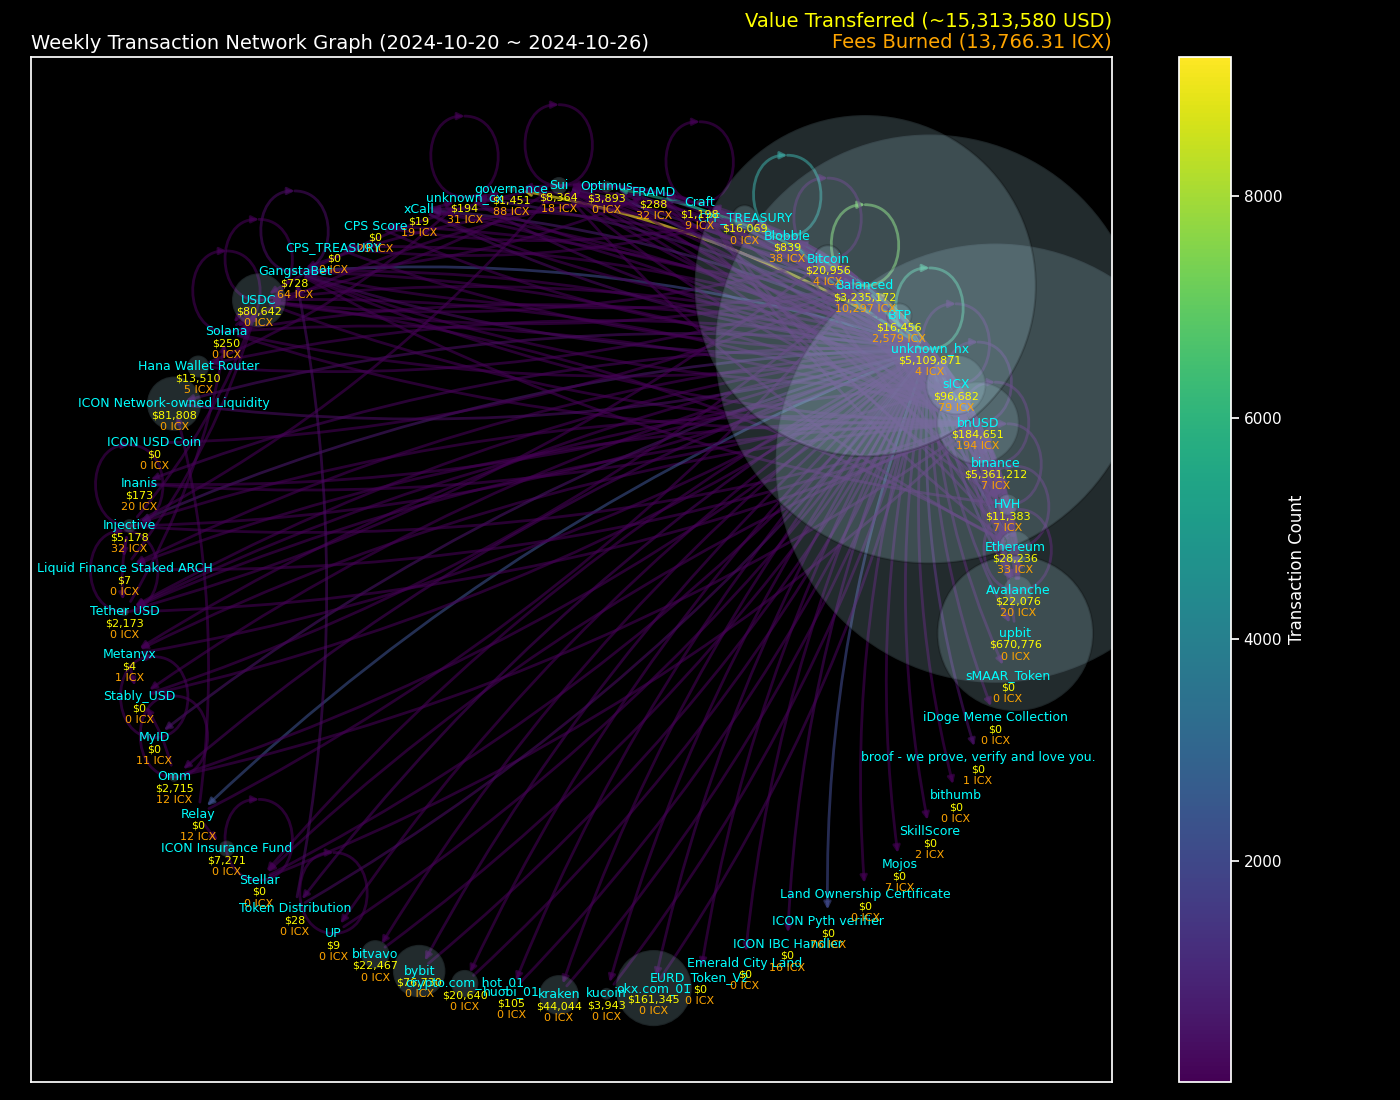 Value Transferred (~15,313,580 USD)
Weekly Transaction Network Graph (2024-10-20 ~ 2024-10-26)
Fees Burned (13,766.31 ICX)
Sui
$8,364
18 ICX
Optimus
$3,893
0 ICX
FRAMD
$288
32 ICX
Craft
$1,198
9 ICX
_TREASURY
$16,069
0 ICX
Blobble
$839
38 ICX
Bitcoin
$20,956
4 ICX
Balanced
$3,235,172
10,297 ICX
BTP
$16,456
2,579 ICX
unknown_hx
$5,109,871
4 ICX
sICX
$96,682
79 ICX
bnUSD
$184,651
194 ICX
binance
$5,361,212
7 ICX
HVH
$11,383
7 ICX
Ethereum
$28,236
33 ICX
Avalanche
$22,076
20 ICX
upbit
$670,776
0 ICX
sMAAR_Token
$0
0 ICX
iDoge Meme Collection
$0
0 ICX
broof - we prove, verify and love you.
$0
1 ICX
bithumb
$0
0 ICX
SkillScore
$0
2 ICX
Mojos
$0
7 ICX
Land Ownership Certificate
$0
0 ICX
ICON Pyth verifier
$0
ICX
ICON IBC Handler
$0
16 ICX
Emerald City Land
$0
0 ICX
EURD_Token_V
$0
0 ICX
okx.com_01
$161,345
0 ICX
kucoin
$3,943
0 ICX
kraken
$44,044
0 ICX
huobi_01
$105
0 ICX
crypto.com_hot_01
$20,640
0 ICX
bybit
0 ICX
bitvavo
$22,467
0 ICX
UP
$9
0 ICX
Token Distribution
$28
0 ICX
Stellar
$0
0 ICX
ICON Insurance Fund
$7,271
0 ICX
Relay
$0
12 ICX
Omm
$2,715
12 ICX
MyID
$0
11 ICX
Stably_USD
$0
0 ICX
Metanyx
$4
1 ICX
Tether USD
$2,173
0 ICX
Liquid Finance Staked ARCH
$7
0 ICX
Injective
$5,178
32 ICX
Inanis
$173
20 ICX
ICON USD Coin
$0
0 ICX
ICON Network-owned Liquidity
$81,808
0 ICX
Hana Wallet Router
$13,510
5 ICX
Solana
$250
0 ICX
USDC
$80,642
0 ICX
GangstaBet
$728
64 ICX
CPS_TREASURY
$0
0 ICX
CPS Score
$0
ICX
xCall
$19
19 ICX
unknown_cx
$194
31 ICX
governance
$1,451
88 ICX
8000
6000
4000
2000
Transaction Count